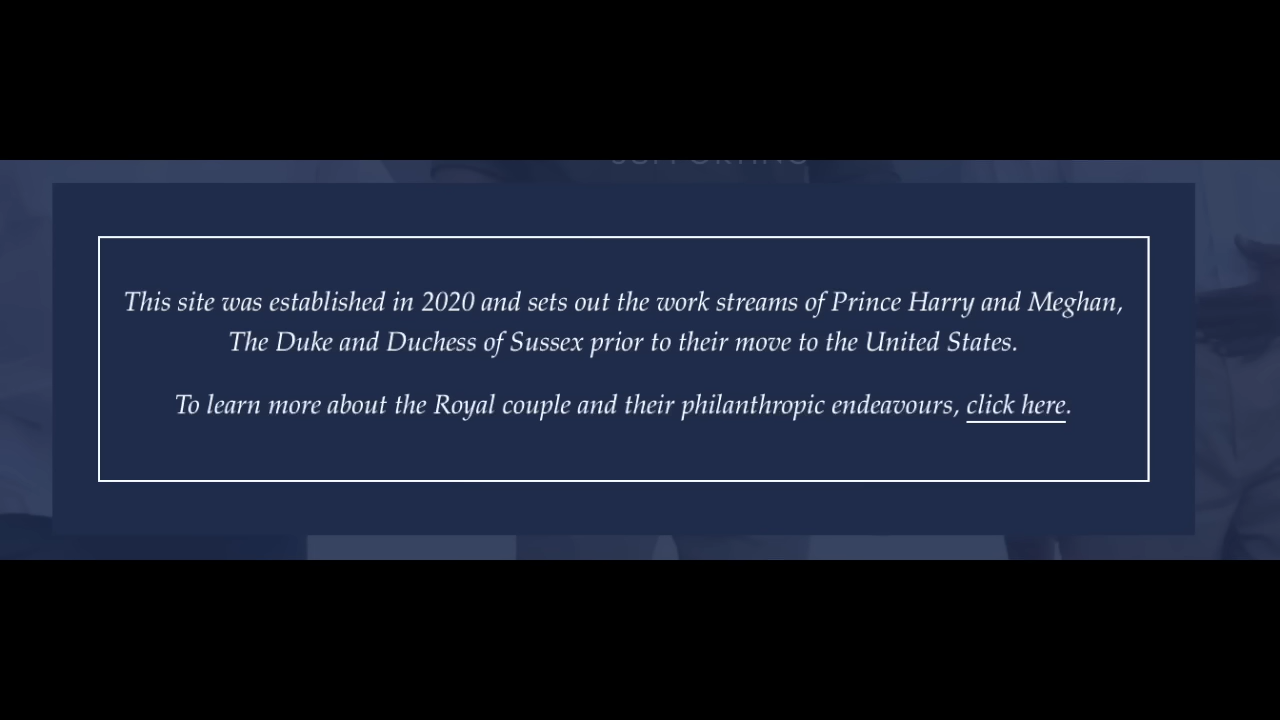 This site was established in 2020 and sets out the work streams of Prince Harry and Meghan,
The Duke and Duchess of Sussex prior to their move to the United States.
To learn more about the Royal couple and their philanthropic endeavours, click here.